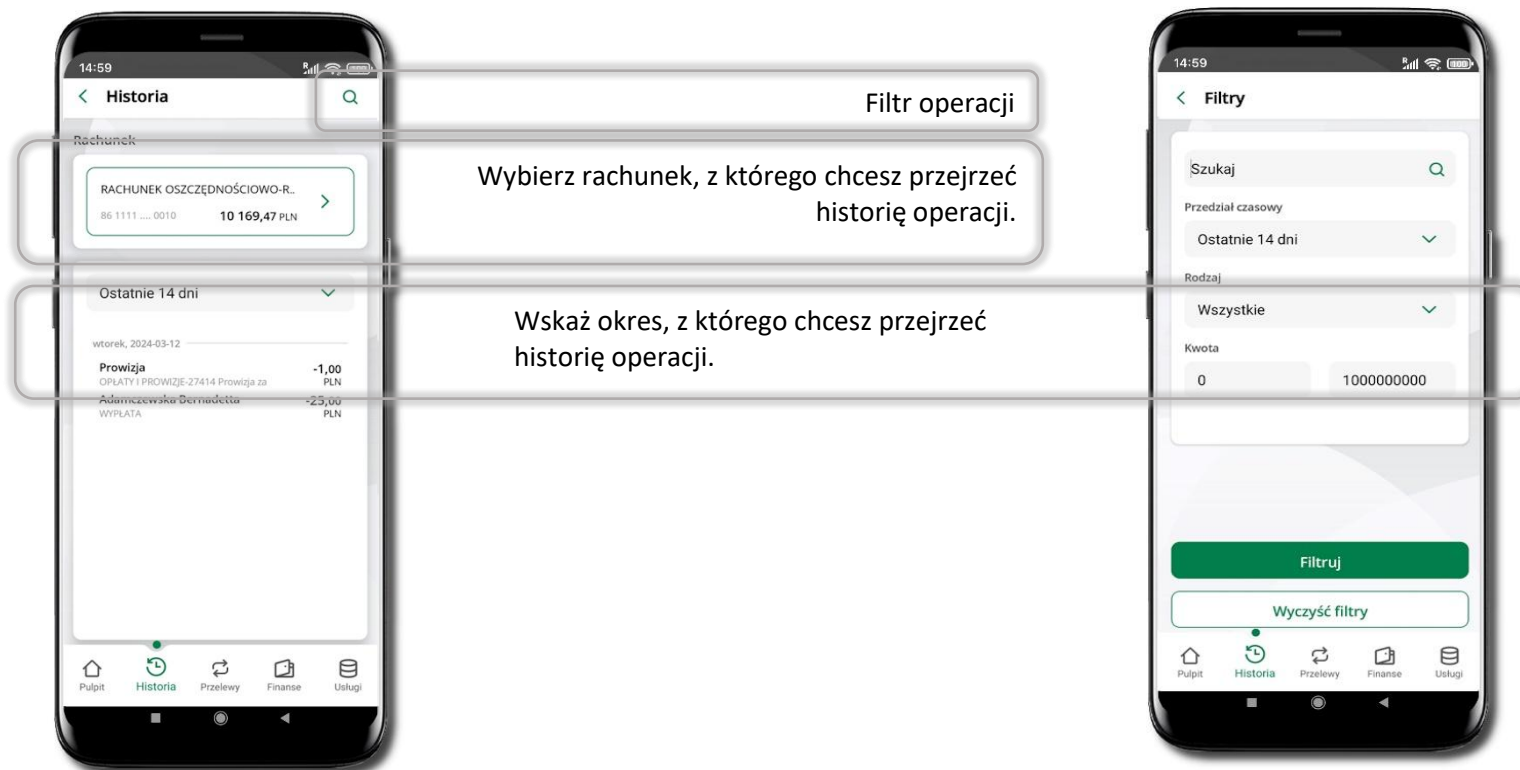 14:59
Historia
Rachunek
RACHUNEK OSZCZĘDNOŚCIOWO-R..
86 1111 .... 0010 10 169,47 PLN
Ostatnie 14 dni
wtorek, 2024-03-12
Prowizja -1,00
OPŁATY I PROWIZJE-27414 Prowizja za PLN
Adamczewska Bernadetta -25,00
WYPŁATA PLN
Pulpit Historia Przelewy Finanse Usługi
Filtr operacji
Wybierz rachunek, z którego chcesz przejrzeć
historię operacji.
Wskaż okres, z którego chcesz przejrzeć
historię operacji.
14:59
Filtry
Szukaj
Przedział czasowy
Ostatnie 14 dni
Rodzaj
Wszystkie
Kwota
0 1000000000
Filtruj
Wyczyść filtry
Pulpit Historia Przelewy Finanse Usługi